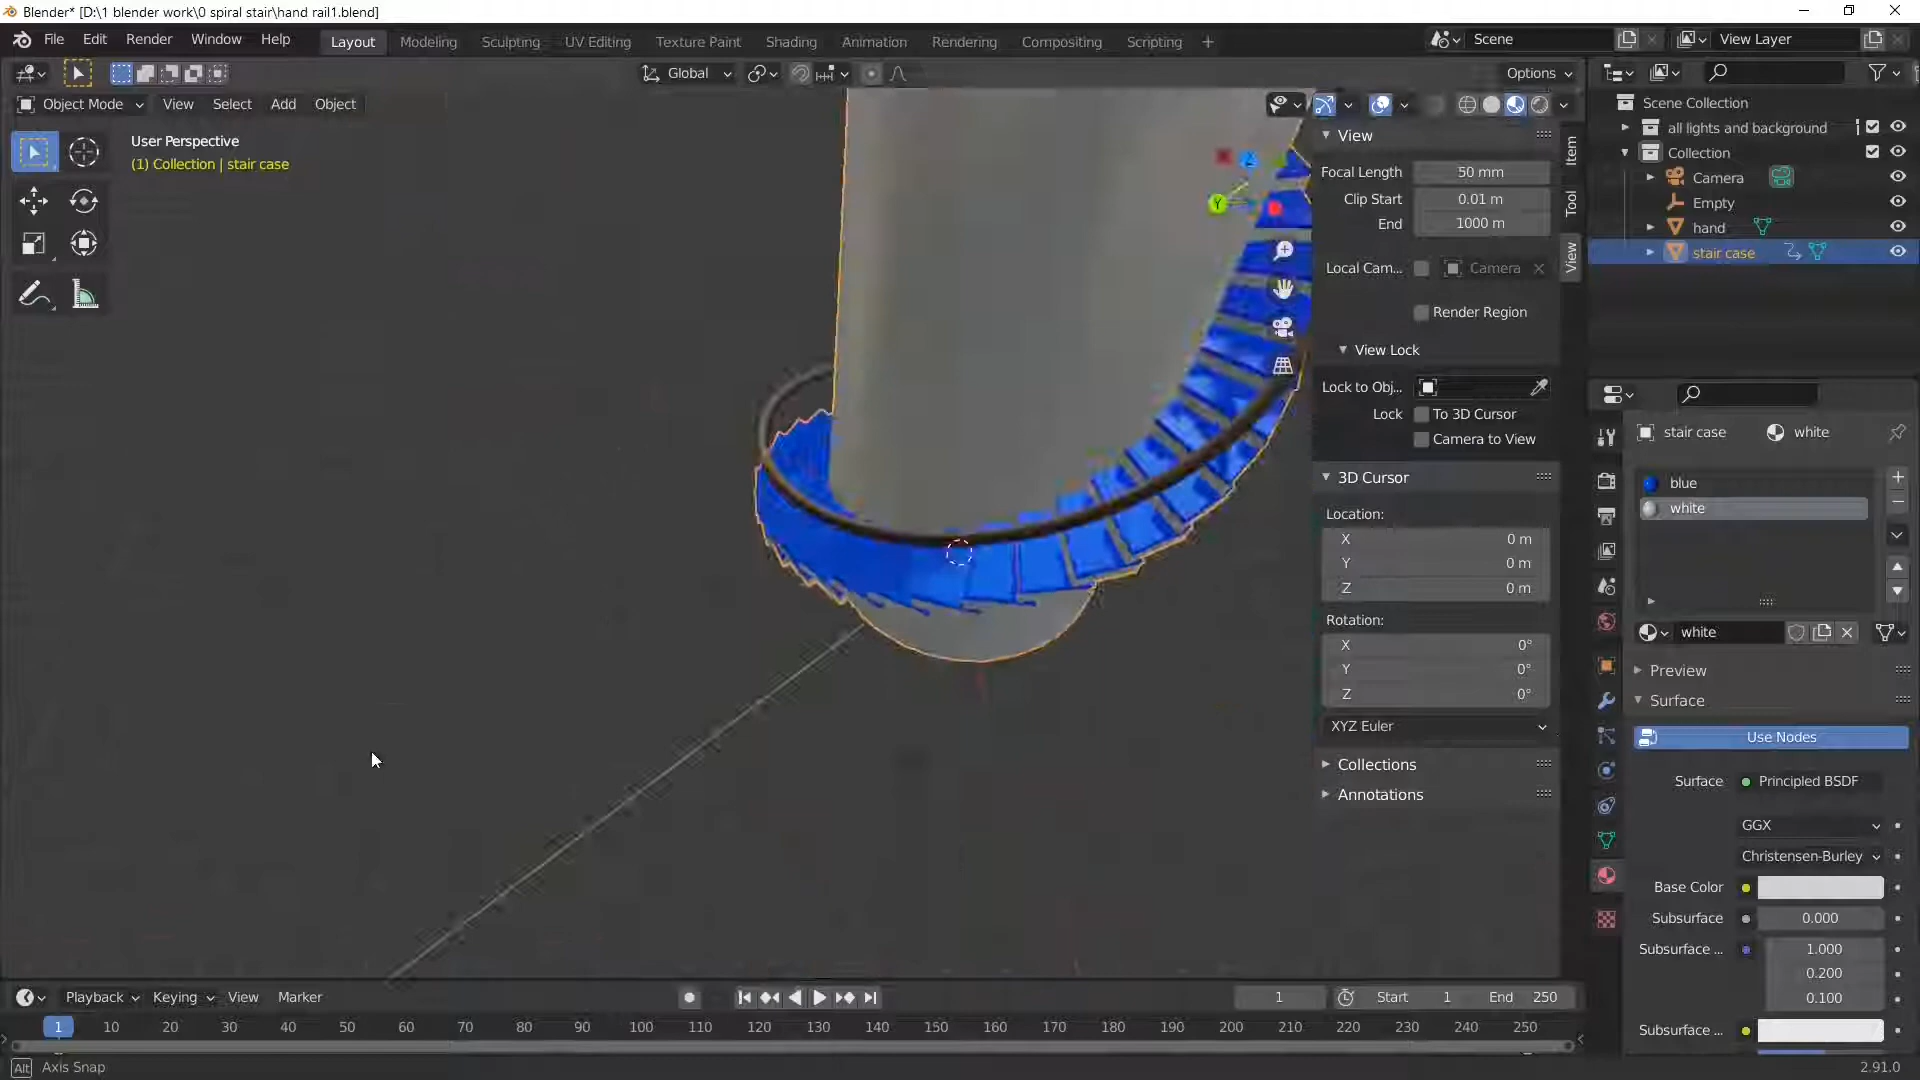 Blender* [D:\1 blender work\0 spiral stair\hand rail1.blend]
File Edit Render Window Help Layout Modeling Sculpting UV Editing Texture Paint Shading Animation Rendering Compositing Scripting + Scene View Layer
Global Options
Object Mode View Select Add Object
User Perspective
(1) Collection | stair case
Y
Z
View
Focal Length 50 mm
Clip Start 0.01 m
End 1000 m
Local Cam... Camera
Render Region
View Lock
Lock to Obj...
Lock To 3D Cursor
Camera to View
3D Cursor
Location:
X 0 m
Y 0 m
Z 0 m
Rotation:
X 0°
Y 0°
Z 0°
XYZ Euler
Collections
Annotations
Item
Tool
View
Scene Collection
all lights and background
Collection
Camera
Empty
hand
stair case
stair case white
blue
white
white
Preview
Surface
Use Nodes
Surface Principled BSDF
GGX
Christensen-Burley
Base Color
Subsurface 0.000
Subsurface ... 1.000
0.200
0.100
Subsurface ...
Playback Keying View Marker 1 Start 1 End 250
1 10 20 30 40 50 60 70 80 90 100 110 120 130 140 150 160 170 180 190 200 210 220 230 240 250
Alt Axis Snap 2.91.0